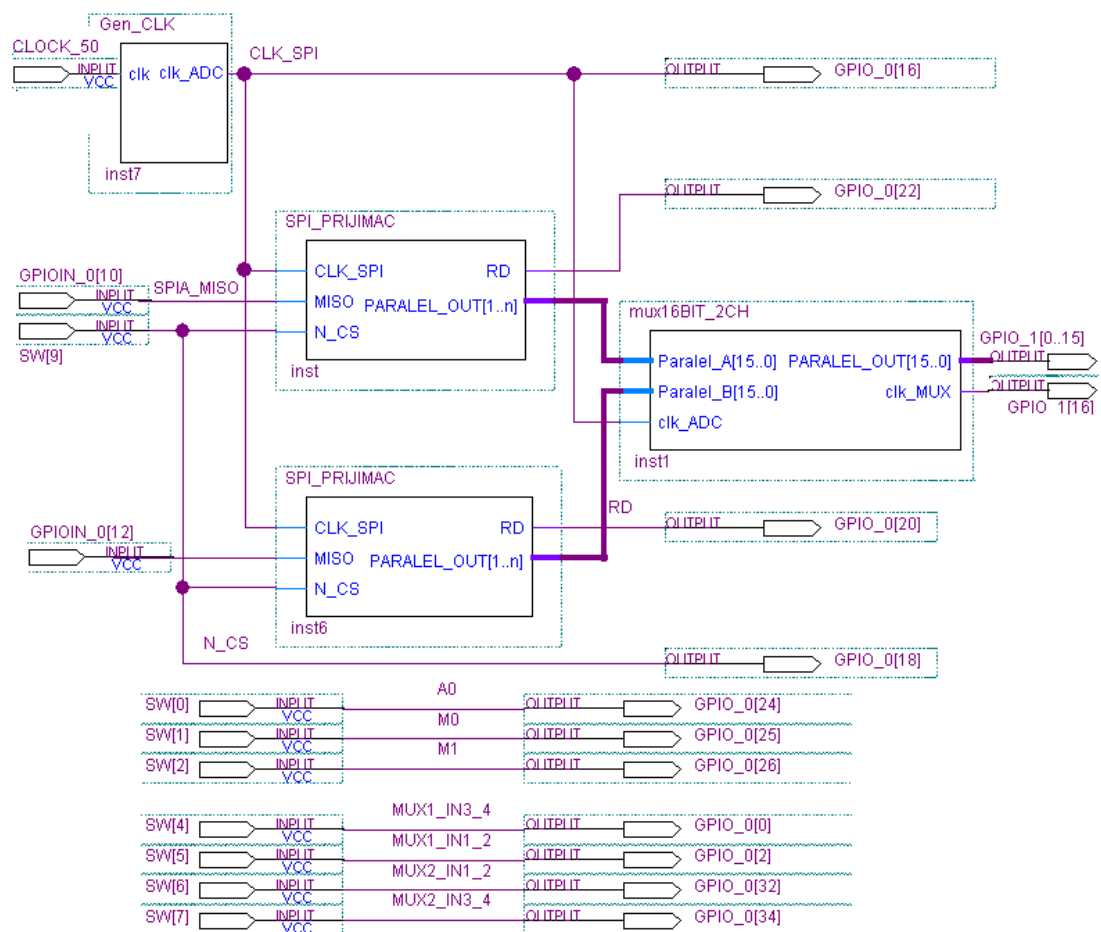 Gen_CLK
CLOCK_50
INPUT
VCC
clk clk_ADC
CLK_SPI
OUTPUT
GPIO_0[16]
inst7
OUTPUT
GPIO_0[22]
SPI_PRIJIMAC
CLK_SPI RD
GPIOIN_0[10]
INPUT
VCC
SPIA_MISO
MISO PARALEL_OUT[1..n]
INPUT
VCC
SW[9]
N_CS
inst
mux16BIT_2CH
Paralel_A[15..0] PARALEL_OUT[15..0]
GPIO_1[0..15]
OUTPUT
Paralel_B[15..0] clk_MUX
OUTPUT
GPIO_1[16]
clk_ADC
inst1
SPI_PRIJIMAC
RD
CLK_SPI RD
OUTPUT
GPIO_0[20]
GPIOIN_0[12]
INPUT
VCC
MISO PARALEL_OUT[1..n]
N_CS
inst6
N_CS
OUTPUT
GPIO_0[18]
A0
SW[0] INPUT VCC OUTPUT GPIO_0[24]
M0
SW[1] INPUT VCC OUTPUT GPIO_0[25]
M1
SW[2] INPUT VCC OUTPUT GPIO_0[26]
MUX1_IN3_4
SW[4] INPUT VCC OUTPUT GPIO_0[0]
MUX1_IN1_2
SW[5] INPUT VCC OUTPUT GPIO_0[2]
MUX2_IN1_2
SW[6] INPUT VCC OUTPUT GPIO_0[32]
MUX2_IN3_4
SW[7] INPUT VCC OUTPUT GPIO_0[34]